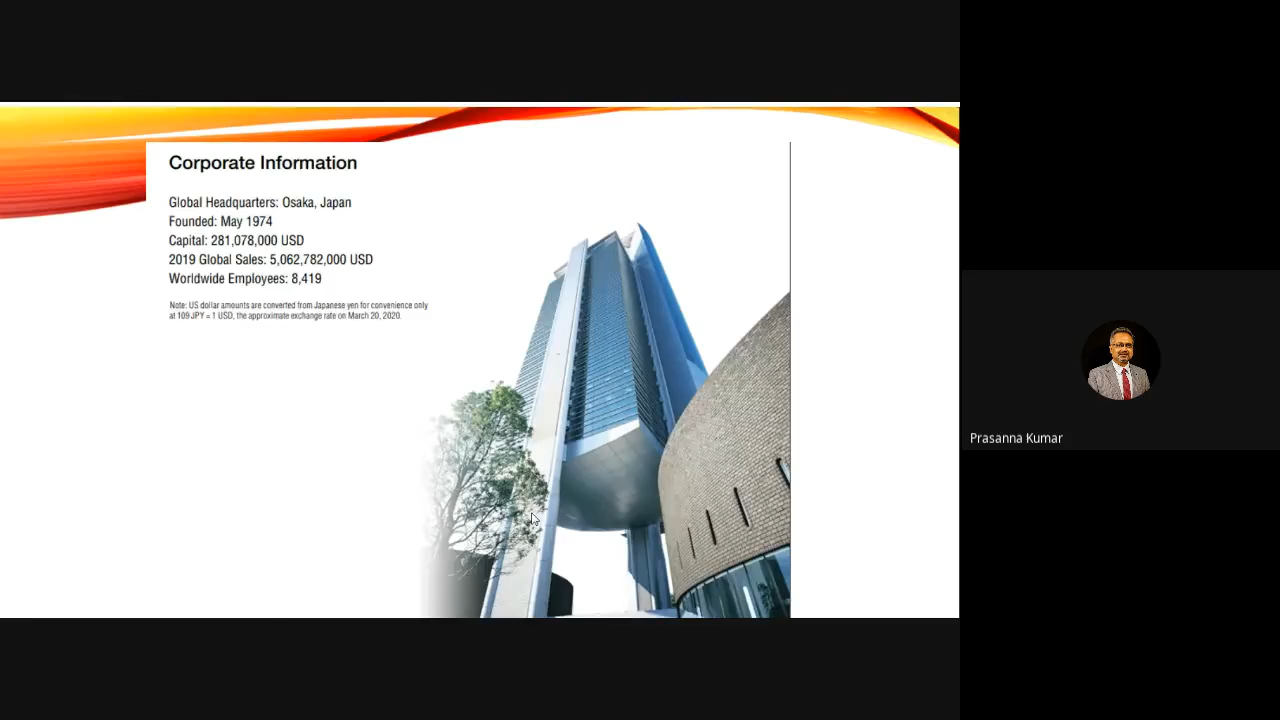 Corporate Information
Global Headquarters: Osaka, Japan
Founded: May 1974
Capital: 281,078,000 USD
2019 Global Sales: 5,062,782,000 USD
Worldwide Employees: 8,419
Note: US dollar amounts are converted from Japanese yen for convenience only
at 109 JPY = 1 USD, the approximate exchange rate on March 20, 2020.
Prasanna Kumar